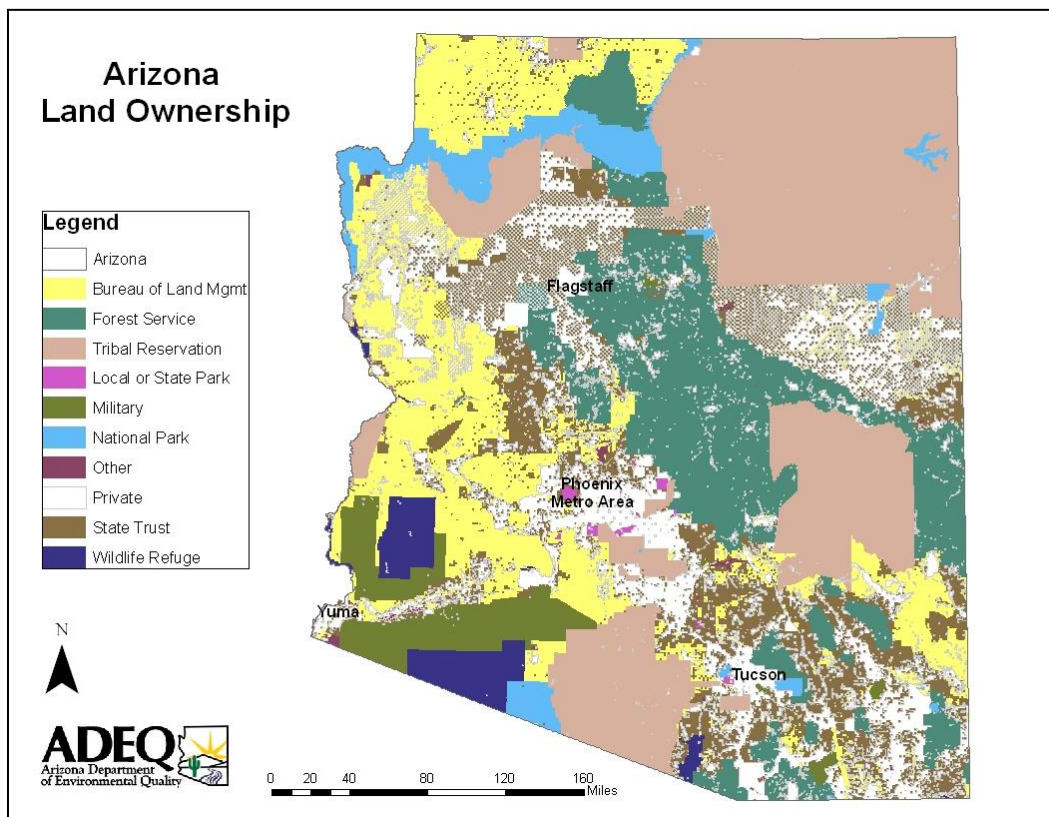 Arizona
Land Ownership
Legend
Arizona
Bureau of Land Mgmt
Forest Service
Tribal Reservation
Local or State Park
Military
National Park
Other
Private
State Trust
Wildlife Refuge
Flagstaff
Phoenix
Metro Area
Yuma
Tucson
N
ADEQ
Arizona Department
of Environmental Quality
0 20 40 80 120 160
Miles